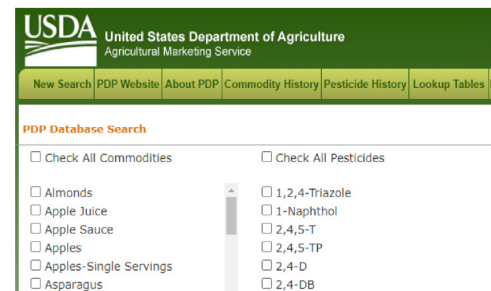 USDA United States Department of Agriculture
Agricultural Marketing Service
New Search PDP Website About PDP Commodity History Pesticide History Lookup Tables
PDP Database Search
Check All Commodities Check All Pesticides
Almonds 1,2,4-Triazole
Apple Juice 1-Naphthol
Apple Sauce 2,4,5-T
Apples 2,4,5-TP
Apples-Single Servings 2,4-D
Asparagus 2,4-DB